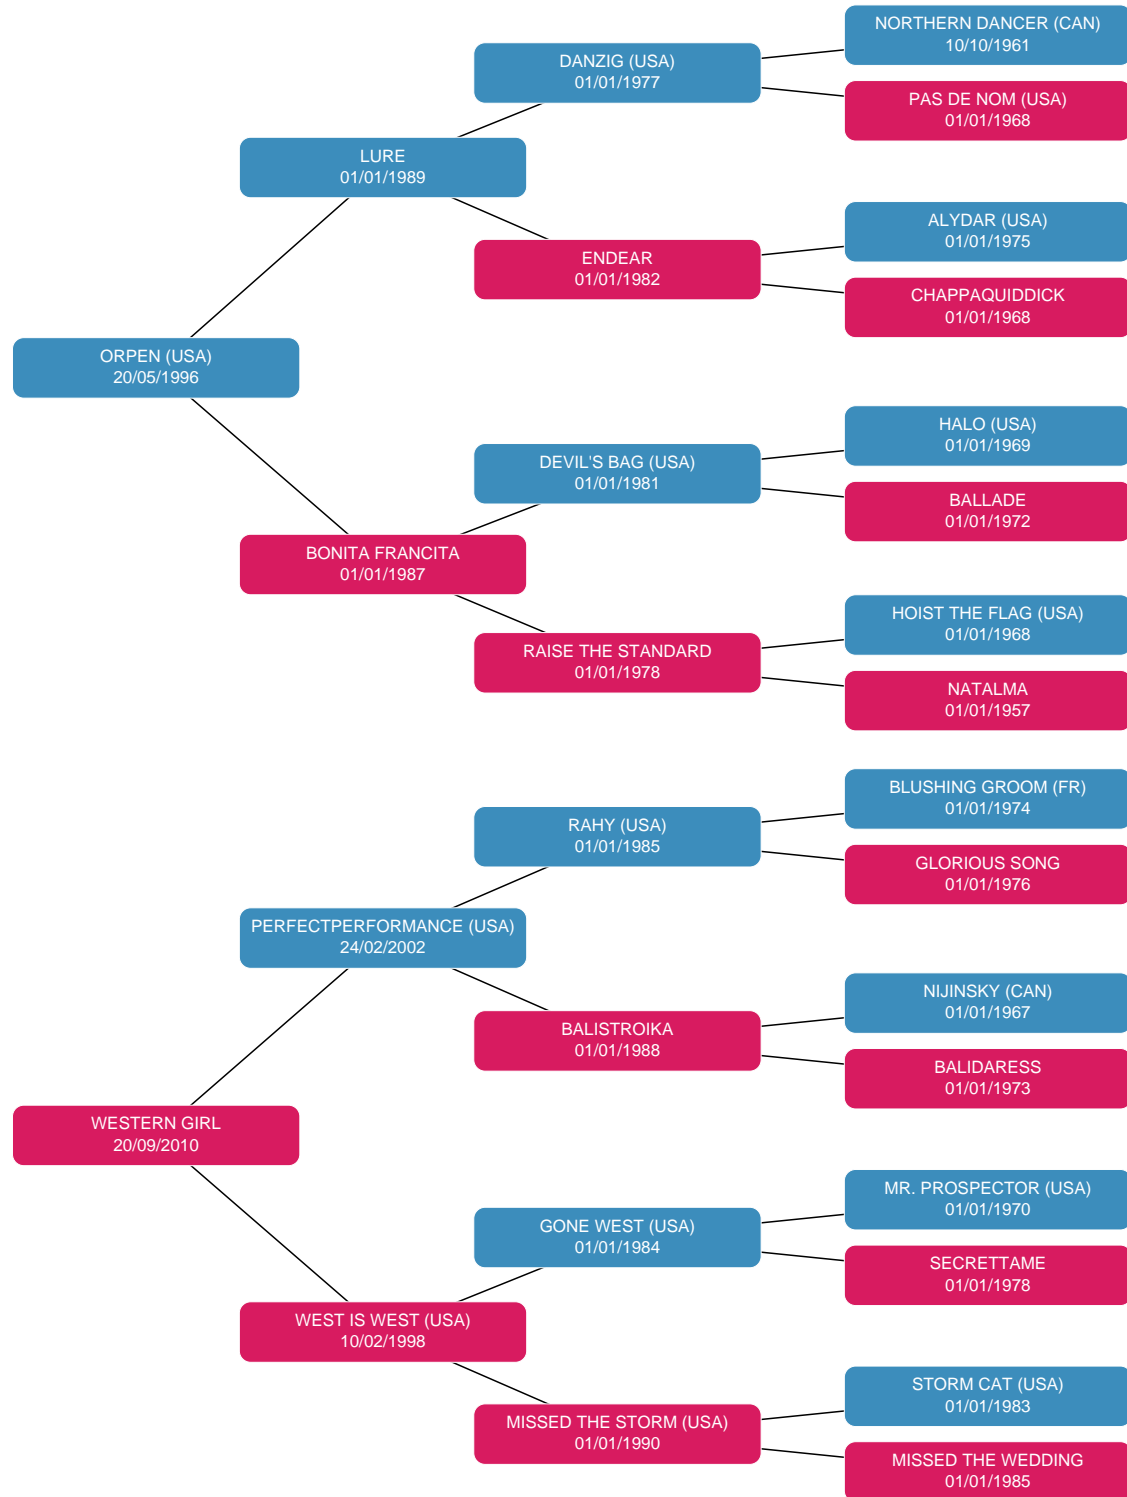 NORTHERN DANCER (CAN)
10/10/1961
DANZIG (USA)
01/01/1977
PAS DE NOM (USA)
01/01/1968
LURE
01/01/1989
ALYDAR (USA)
01/01/1975
ENDEAR
01/01/1982
CHAPPAQUIDDICK
01/01/1968
ORPEN (USA)
20/05/1996
HALO (USA)
01/01/1969
DEVIL'S BAG (USA)
01/01/1981
BALLADE
01/01/1972
BONITA FRANCITA
01/01/1987
HOIST THE FLAG (USA)
01/01/1968
RAISE THE STANDARD
01/01/1978
NATALMA
01/01/1957
BLUSHING GROOM (FR)
01/01/1974
RAHY (USA)
01/01/1985
GLORIOUS SONG
01/01/1976
PERFECTPERFORMANCE (USA)
24/02/2002
NIJINSKY (CAN)
01/01/1967
BALISTROIKA
01/01/1988
BALIDARESS
01/01/1973
WESTERN GIRL
20/09/2010
MR. PROSPECTOR (USA)
01/01/1970
GONE WEST (USA)
01/01/1984
SECRETTAME
01/01/1978
WEST IS WEST (USA)
10/02/1998
STORM CAT (USA)
01/01/1983
MISSED THE STORM (USA)
01/01/1990
MISSED THE WEDDING
01/01/1985